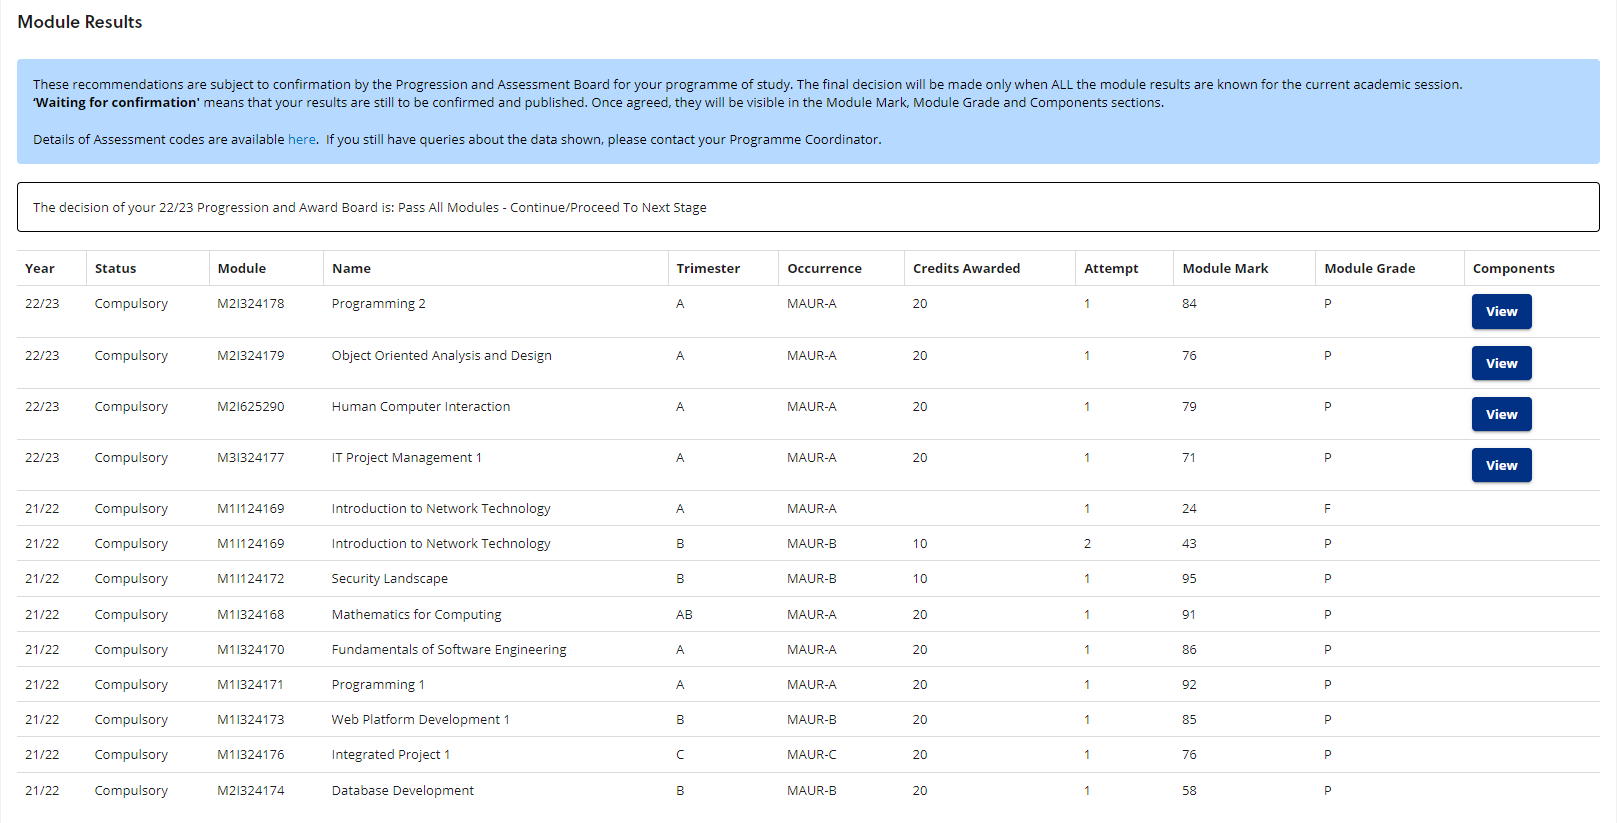 Module Results
These recommendations are subject to confirmation by the Progression and Assessment Board for your programme of study. The final decision will be made only when ALL the module results are known for the current academic session.
‘Waiting for confirmation' means that your results are still to be confirmed and published. Once agreed, they will be visible in the Module Mark, Module Grade and Components sections.
Details of Assessment codes are available here. If you still have queries about the data shown, please contact your Programme Coordinator.
The decision of your 22/23 Progression and Award Board is: Pass All Modules - Continue/Proceed To Next Stage
Year Status Module Name Trimester Occurrence Credits Awarded Attempt Module Mark Module Grade Components
22/23 Compulsory M2I324178 Programming 2 A MAUR-A 20 1 84 P View
22/23 Compulsory M2I324179 Object Oriented Analysis and Design A MAUR-A 20 1 76 P View
22/23 Compulsory M2I625290 Human Computer Interaction A MAUR-A 20 1 79 P View
22/23 Compulsory M3I324177 IT Project Management 1 A MAUR-A 20 1 71 P View
21/22 Compulsory M1I124169 Introduction to Network Technology A MAUR-A 1 24 F
21/22 Compulsory M1I124169 Introduction to Network Technology B MAUR-B 10 2 43 P
21/22 Compulsory M1I124172 Security Landscape B MAUR-B 10 1 95 P
21/22 Compulsory M1I324168 Mathematics for Computing AB MAUR-A 20 1 91 P
21/22 Compulsory M1I324170 Fundamentals of Software Engineering A MAUR-A 20 1 86 P
21/22 Compulsory M1I324171 Programming 1 A MAUR-A 20 1 92 P
21/22 Compulsory M1I324173 Web Platform Development 1 B MAUR-B 20 1 85 P
21/22 Compulsory M1I324176 Integrated Project 1 C MAUR-C 20 1 76 P
21/22 Compulsory M2I324174 Database Development B MAUR-B 20 1 58 P